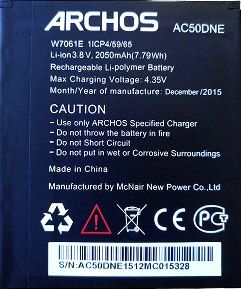 ARCHOS AC50DNE
W7061E 1ICP4/59/65
Li-ion3.8V, 2050mAh(7.79Wh)
Rechargeable Li-polymer Battery
Max Charging Voltage: 4.35V
Month/Year of manufacture: December/2015
CAUTION
• Use only ARCHOS Specified Charger
• Do not throw the battery in fire
• Do not Short Circuit
• Do not put in wet or Corrosive Surroundings
Made in China
Manufactured by McNair New Power Co., Ltd.
S/N:AC50DNE1512MC015328